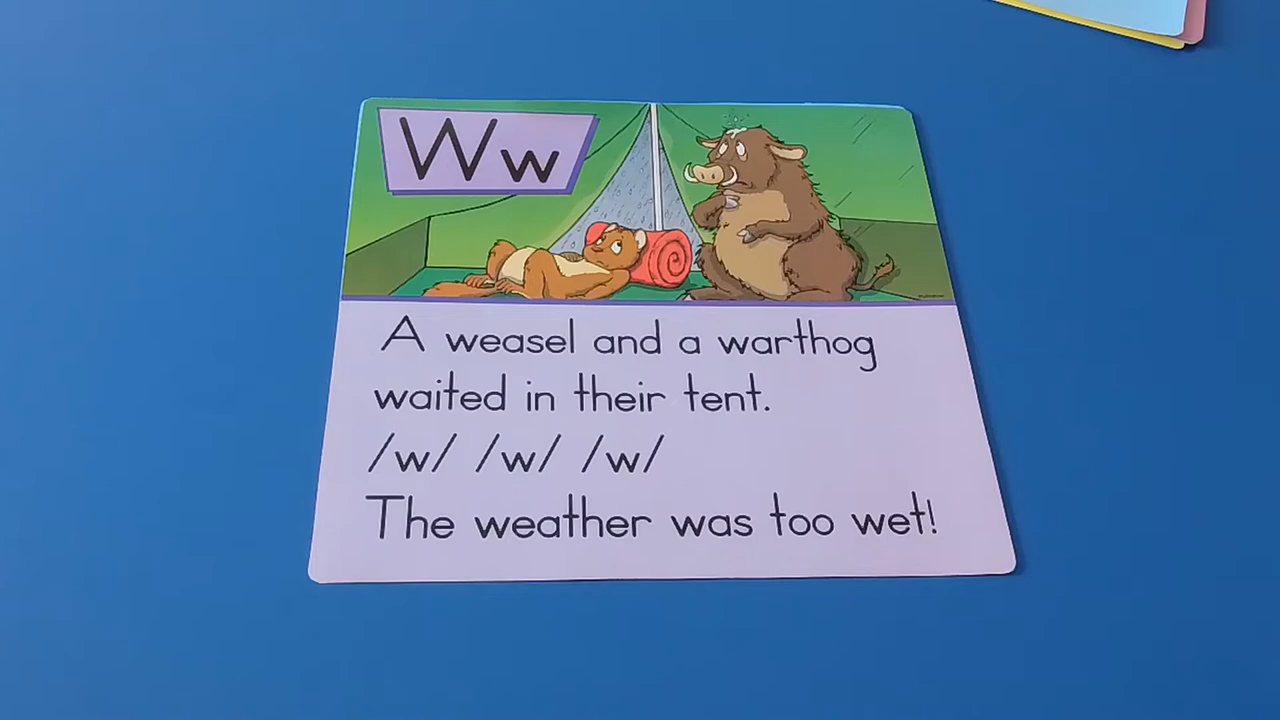 Ww
A weasel and a warthog
waited in their tent.
/w/ /w/ /w/
The weather was too wet!